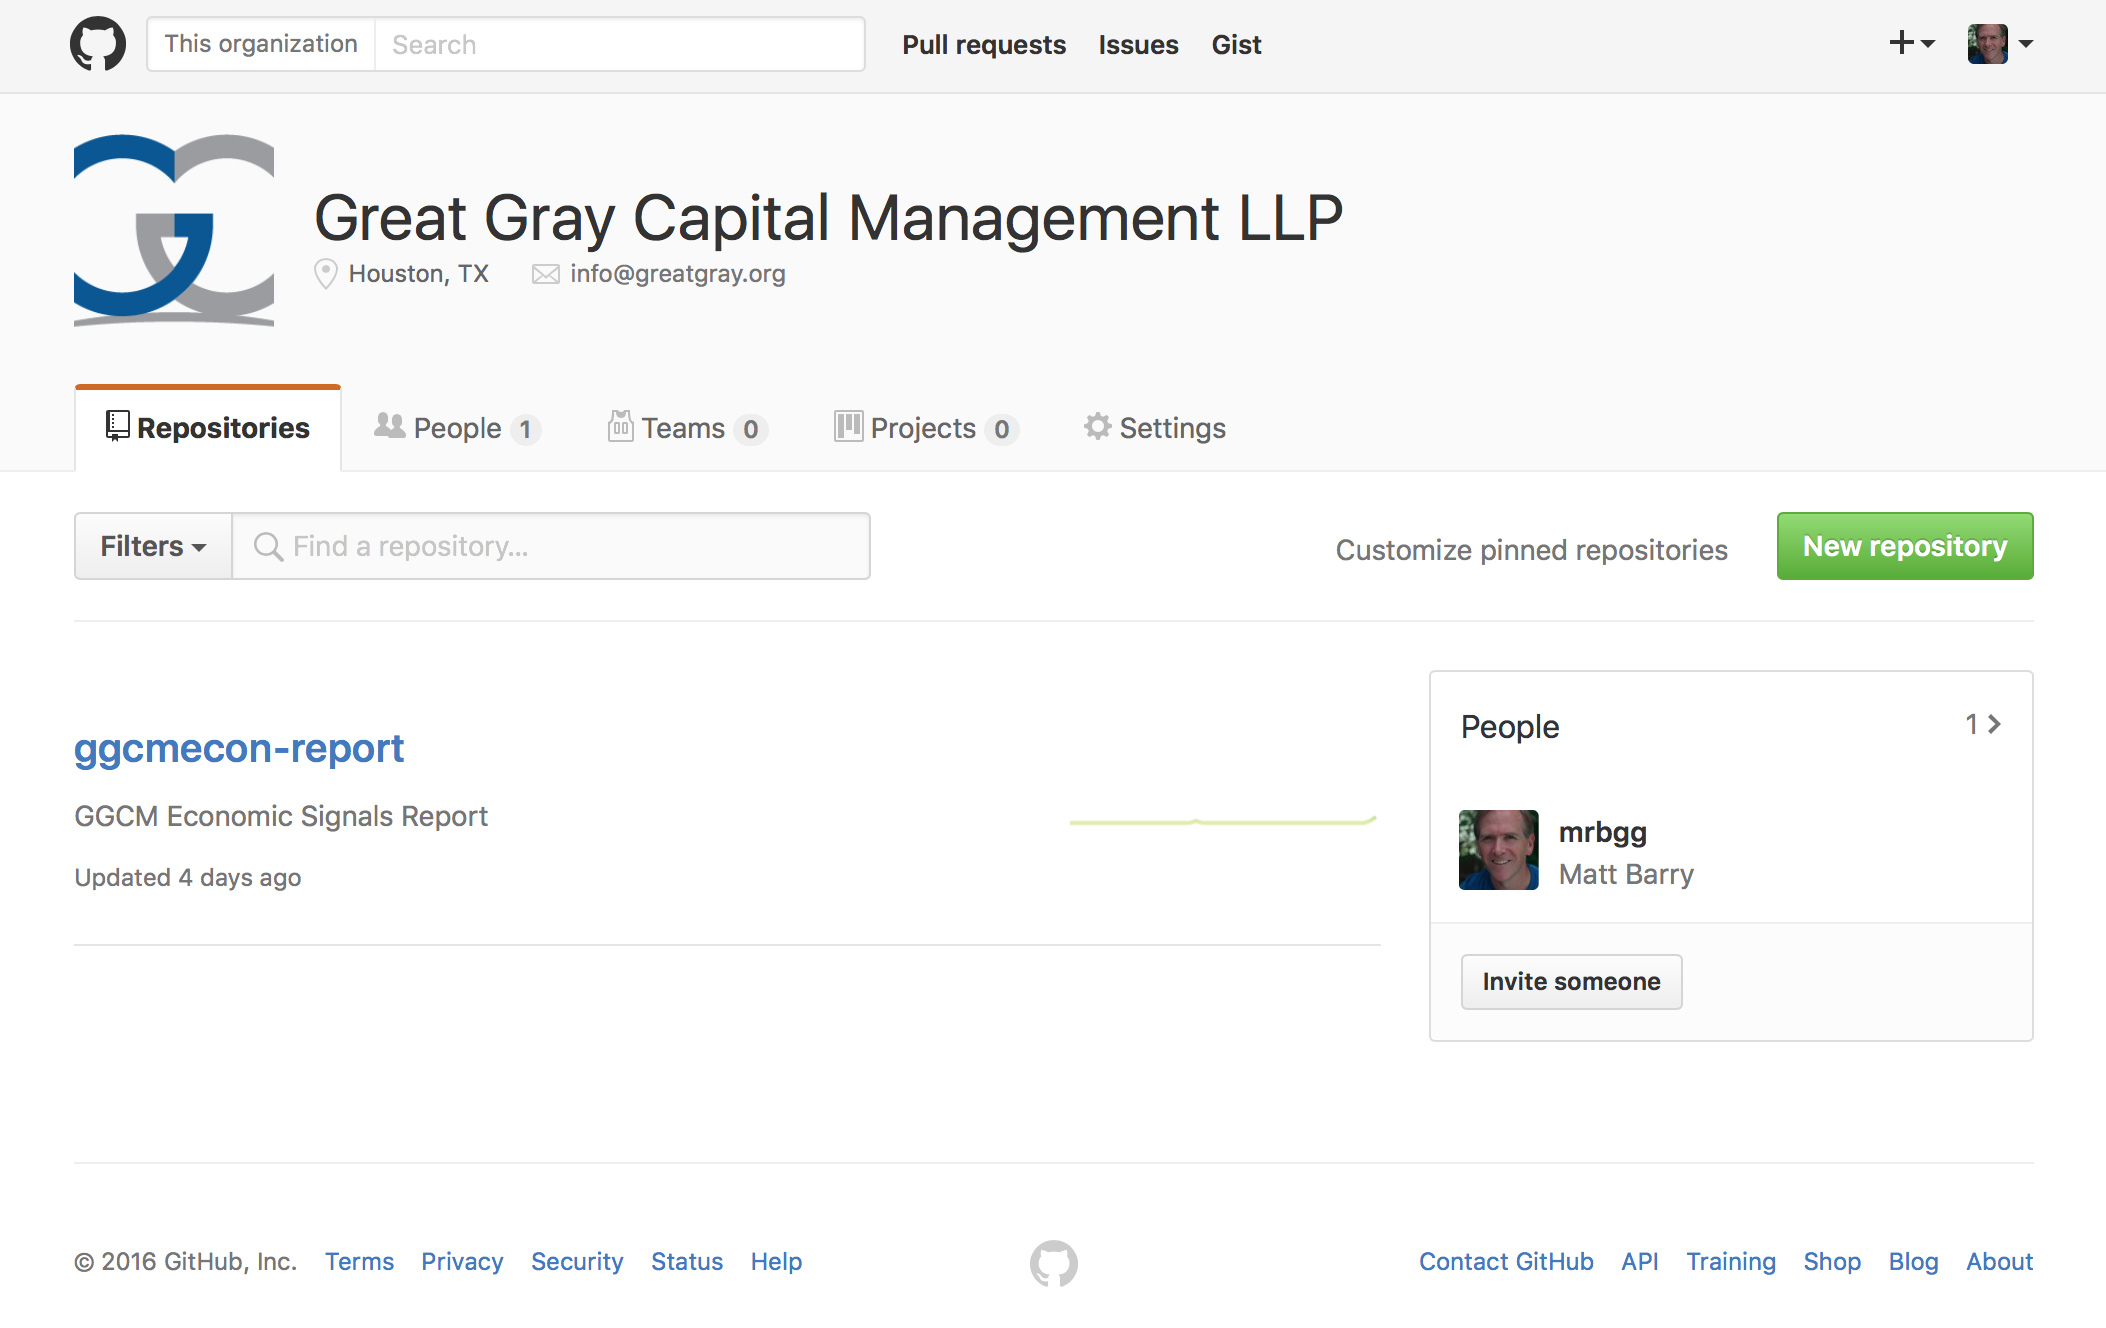 This organization Search Pull requests Issues Gist
Great Gray Capital Management LLP
Houston, TX info@greatgray.org
Repositories People 1 Teams 0 Projects 0 Settings
Filters Find a repository... Customize pinned repositories New repository
People 1
ggcmecon-report
GGCM Economic Signals Report
mrbgg
Matt Barry
Updated 4 days ago
Invite someone
© 2016 GitHub, Inc. Terms Privacy Security Status Help Contact GitHub API Training Shop Blog About